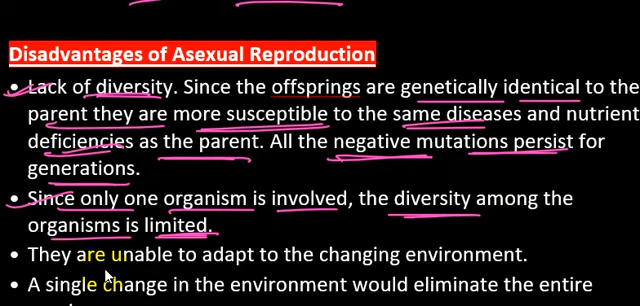 Disadvantages of Asexual Reproduction
• Lack of diversity. Since the offsprings are genetically identical to the
parent they are more susceptible to the same diseases and nutrient
deficiencies as the parent. All the negative mutations persist for
generations.
• Since only one organism is involved, the diversity among the
organisms is limited.
• They are unable to adapt to the changing environment.
• A single change in the environment would eliminate the entire